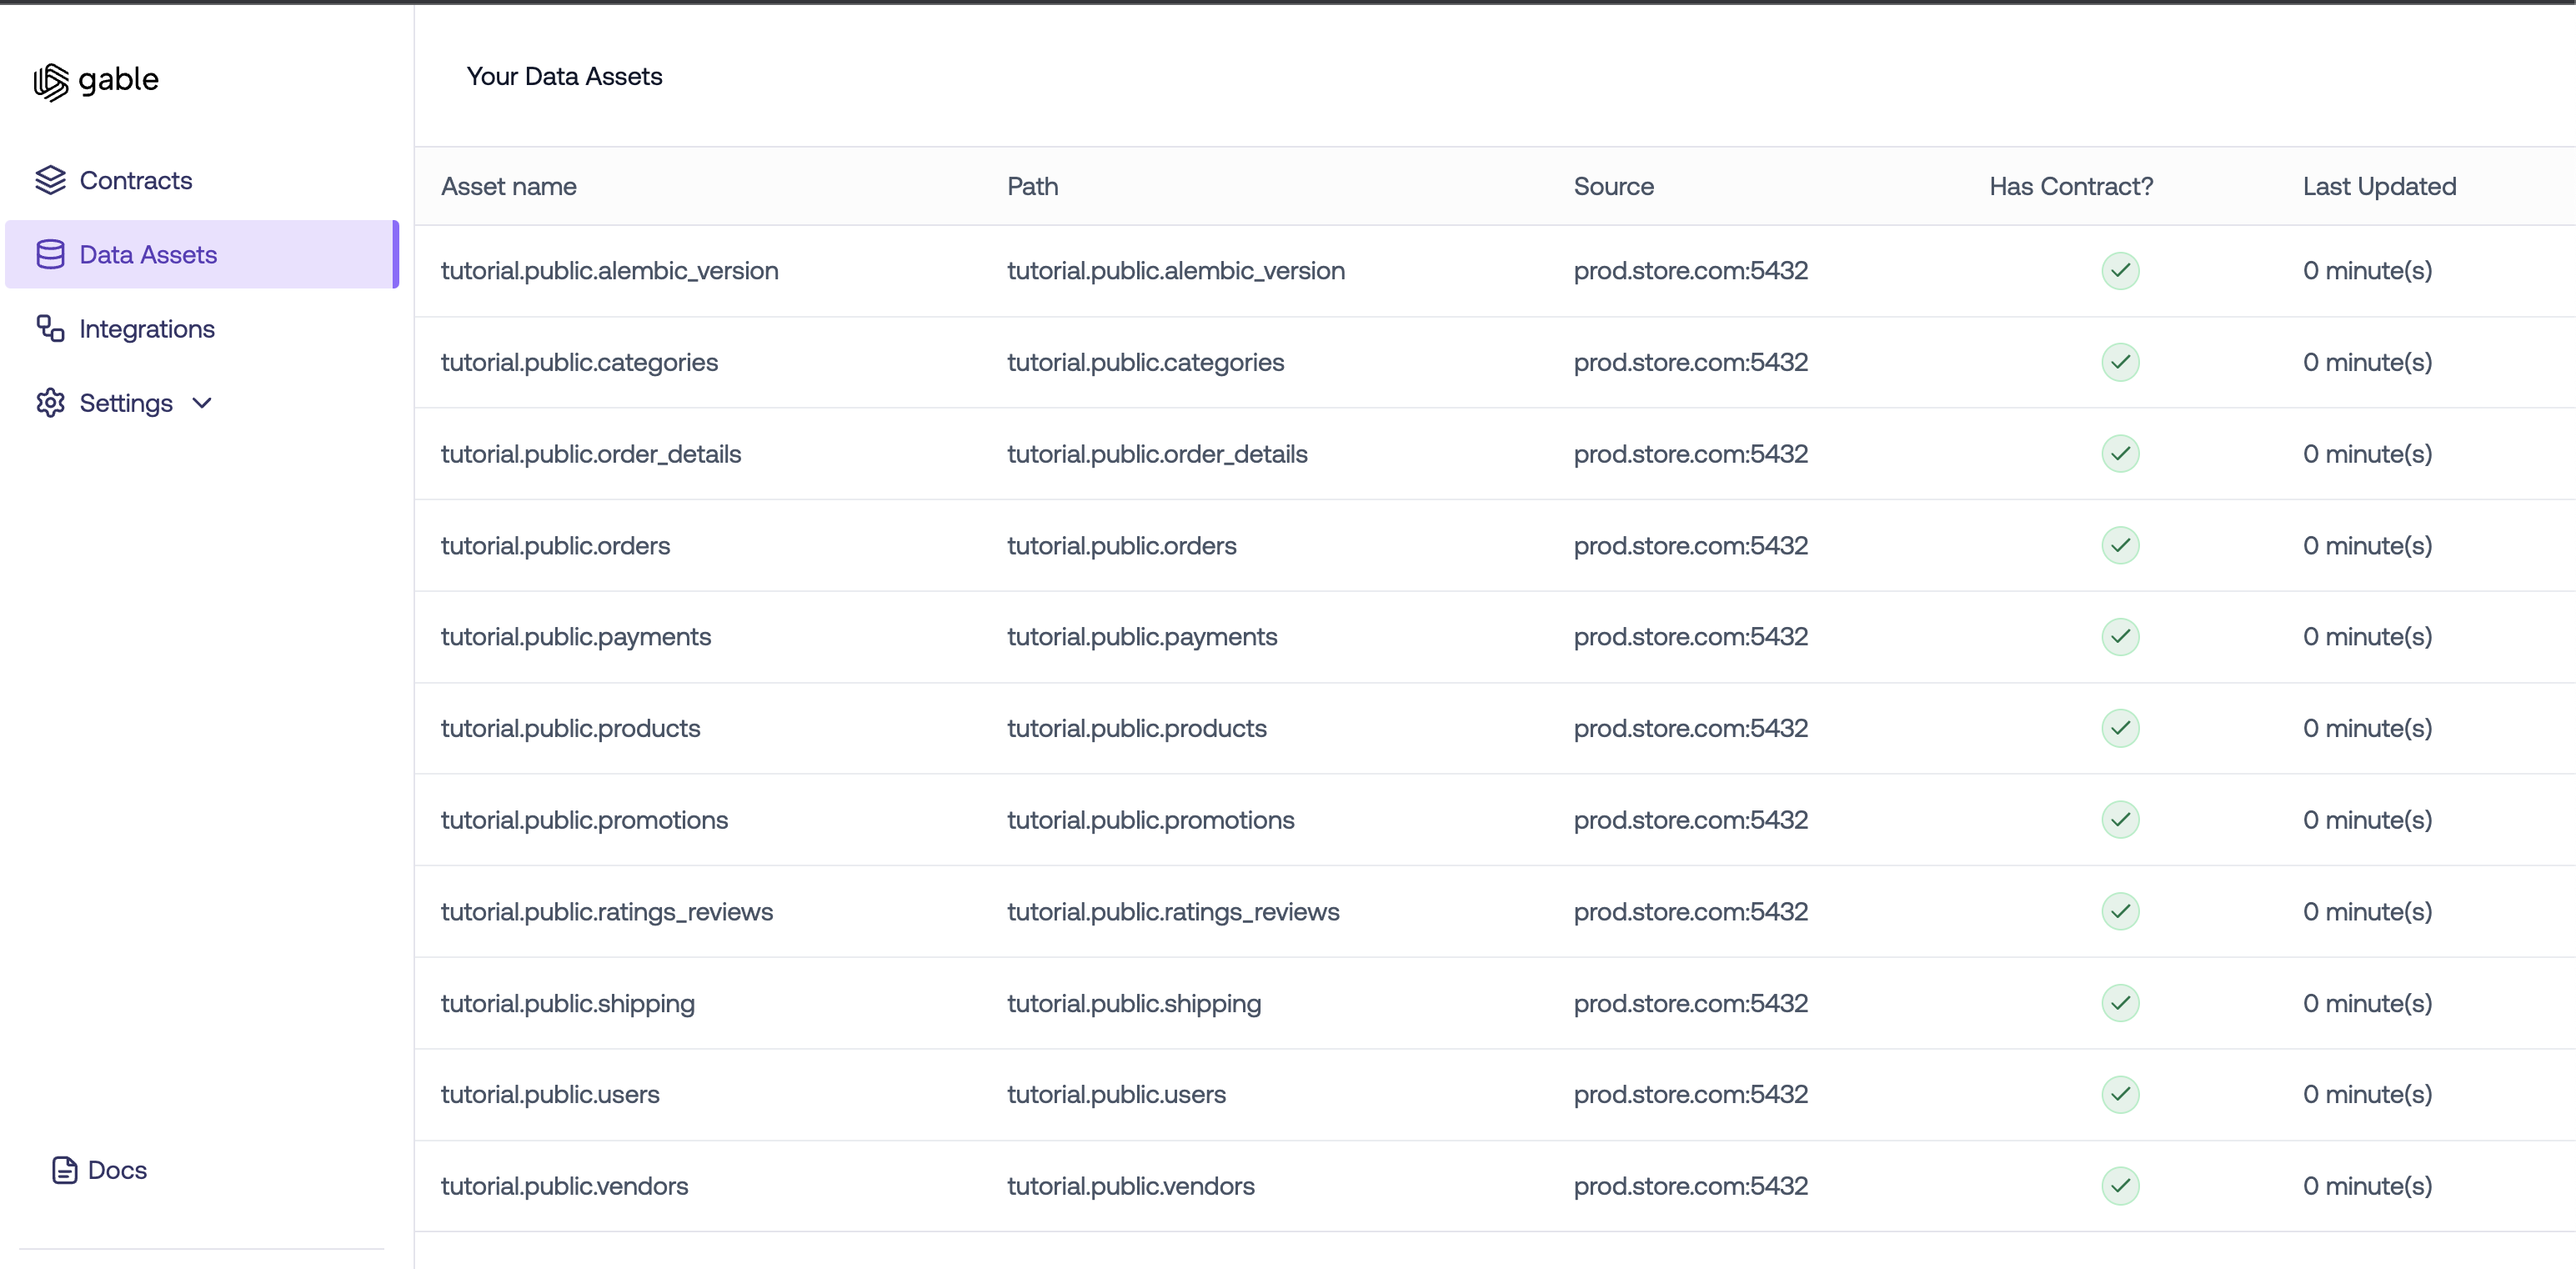 gable
Contracts
Data Assets
Integrations
Settings
Docs
Your Data Assets
Asset name Path Source Has Contract? Last Updated
tutorial.public.alembic_version tutorial.public.alembic_version prod.store.com:5432 0 minute(s)
tutorial.public.categories tutorial.public.categories prod.store.com:5432 0 minute(s)
tutorial.public.order_details tutorial.public.order_details prod.store.com:5432 0 minute(s)
tutorial.public.orders tutorial.public.orders prod.store.com:5432 0 minute(s)
tutorial.public.payments tutorial.public.payments prod.store.com:5432 0 minute(s)
tutorial.public.products tutorial.public.products prod.store.com:5432 0 minute(s)
tutorial.public.promotions tutorial.public.promotions prod.store.com:5432 0 minute(s)
tutorial.public.ratings_reviews tutorial.public.ratings_reviews prod.store.com:5432 0 minute(s)
tutorial.public.shipping tutorial.public.shipping prod.store.com:5432 0 minute(s)
tutorial.public.users tutorial.public.users prod.store.com:5432 0 minute(s)
tutorial.public.vendors tutorial.public.vendors prod.store.com:5432 0 minute(s)